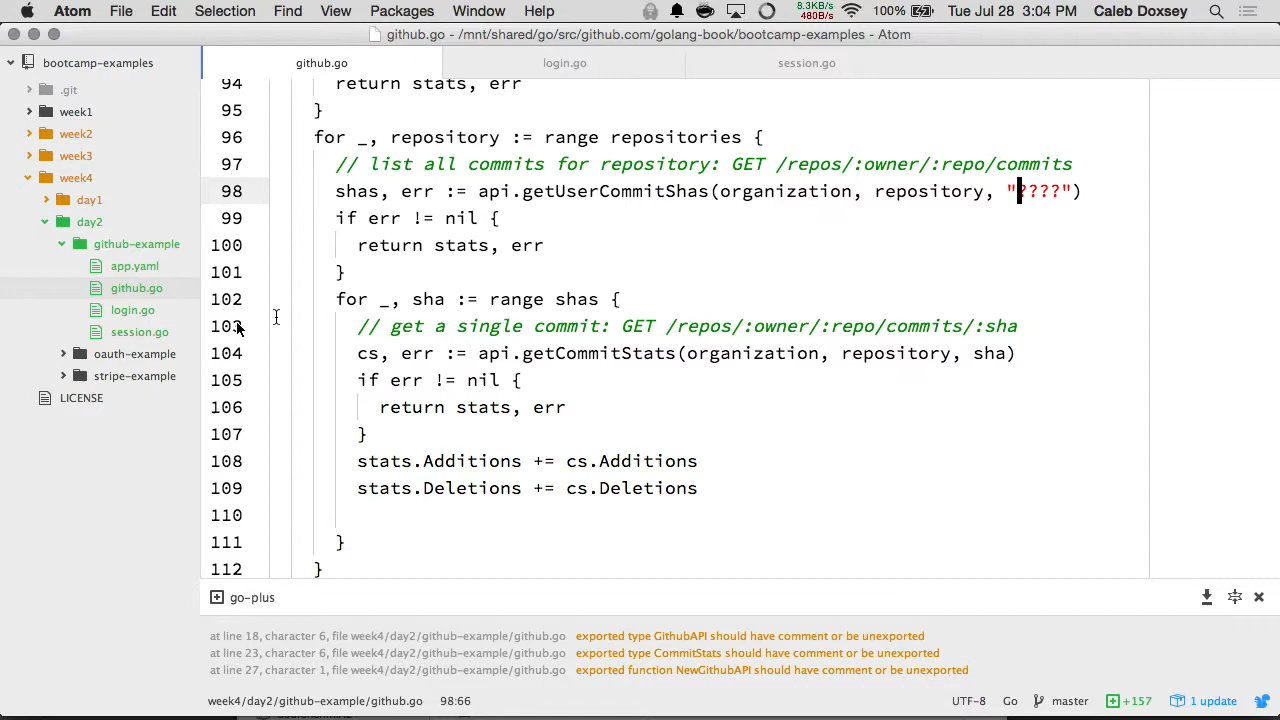 Atom File Edit Selection Find View Packages Window Help 8.3KB/s 480B/s 100% Tue Jul 28 3:04 PM Caleb Doxsey
github.go - /mnt/shared/go/src/github.com/golang-book/bootcamp-examples - Atom
bootcamp-examples
.git
week1
week2
week3
week4
day1
day2
github-example
app.yaml
github.go
login.go
session.go
oauth-example
stripe-example
LICENSE
github.go login.go session.go
94 return stats, err
95 }
96 for _, repository := range repositories {
97 // list all commits for repository: GET /repos/:owner/:repo/commits
98 shas, err := api.getUserCommitShas(organization, repository, "????")
99 if err != nil {
100 return stats, err
101 }
102 for _, sha := range shas {
103 // get a single commit: GET /repos/:owner/:repo/commits/:sha
104 cs, err := api.getCommitStats(organization, repository, sha)
105 if err != nil {
106 return stats, err
107 }
108 stats.Additions += cs.Additions
109 stats.Deletions += cs.Deletions
110
111 }
112 }
go-plus
at line 18, character 6, file week4/day2/github-example/github.go exported type GithubAPI should have comment or be unexported
at line 23, character 6, file week4/day2/github-example/github.go exported type CommitStats should have comment or be unexported
at line 27, character 1, file week4/day2/github-example/github.go exported function NewGithubAPI should have comment or be unexported
week4/day2/github-example/github.go 98:66 UTF-8 Go master +157 1 update